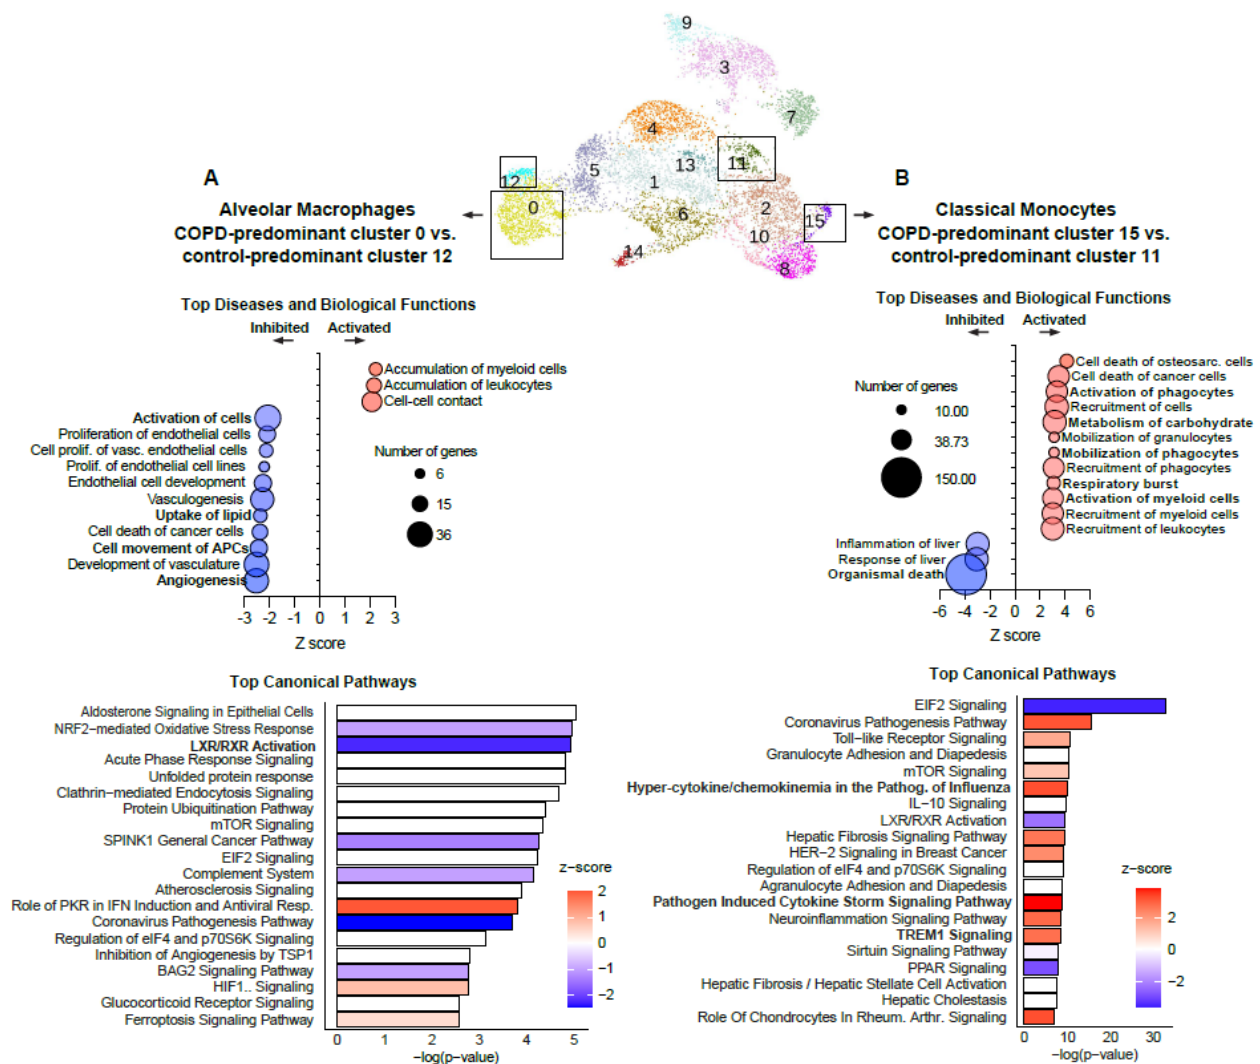 9
3
7
4
5
13
11
12
1
0
6
2
15
10
14
8
A
Alveolar Macrophages
COPD-predominant cluster 0 vs.
control-predominant cluster 12
Top Diseases and Biological Functions
Inhibited Activated
Accumulation of myeloid cells
Accumulation of leukocytes
Cell-cell contact
Activation of cells
Proliferation of endothelial cells
Cell prolif. of vasc. endothelial cells
Prolif. of endothelial cell lines
Endothelial cell development
Vasculogenesis
Uptake of lipid
Cell death of cancer cells
Cell movement of APCs
Development of vasculature
Angiogenesis
Number of genes
6
15
36
-3 -2 -1 0 1 2 3
Z score
Top Canonical Pathways
Aldosterone Signaling in Epithelial Cells
NRF2−mediated Oxidative Stress Response
LXR/RXR Activation
Acute Phase Response Signaling
Unfolded protein response
Clathrin−mediated Endocytosis Signaling
Protein Ubiquitination Pathway
mTOR Signaling
SPINK1 General Cancer Pathway
EIF2 Signaling
Complement System
Atherosclerosis Signaling
Role of PKR in IFN Induction and Antiviral Resp.
Coronavirus Pathogenesis Pathway
Regulation of eIF4 and p70S6K Signaling
Inhibition of Angiogenesis by TSP1
BAG2 Signaling Pathway
HIF1.. Signaling
Glucocorticoid Receptor Signaling
Ferroptosis Signaling Pathway
z−score
2
1
0
−1
−2
0 1 2 3 4 5
−log(p−value)
B
Classical Monocytes
COPD-predominant cluster 15 vs.
control-predominant cluster 11
Top Diseases and Biological Functions
Inhibited Activated
Cell death of osteosarc. cells
Cell death of cancer cells
Activation of phagocytes
Recruitment of cells
Metabolism of carbohydrate
Mobilization of granulocytes
Mobilization of phagocytes
Recruitment of phagocytes
Respiratory burst
Activation of myeloid cells
Recruitment of myeloid cells
Recruitment of leukocytes
Number of genes
10.00
38.73
150.00
Inflammation of liver
Response of liver
Organismal death
-6 -4 -2 0 2 4 6
Z score
Top Canonical Pathways
EIF2 Signaling
Coronavirus Pathogenesis Pathway
Toll−like Receptor Signaling
Granulocyte Adhesion and Diapedesis
mTOR Signaling
Hyper−cytokine/chemokinemia in the Pathog. of Influenza
IL−10 Signaling
LXR/RXR Activation
Hepatic Fibrosis Signaling Pathway
HER−2 Signaling in Breast Cancer
Regulation of eIF4 and p70S6K Signaling
Agranulocyte Adhesion and Diapedesis
Pathogen Induced Cytokine Storm Signaling Pathway
Neuroinflammation Signaling Pathway
TREM1 Signaling
Sirtuin Signaling Pathway
PPAR Signaling
Hepatic Fibrosis / Hepatic Stellate Cell Activation
Hepatic Cholestasis
Role Of Chondrocytes In Rheum. Arthr. Signaling
z−score
2
0
−2
0 10 20 30
−log(p−value)